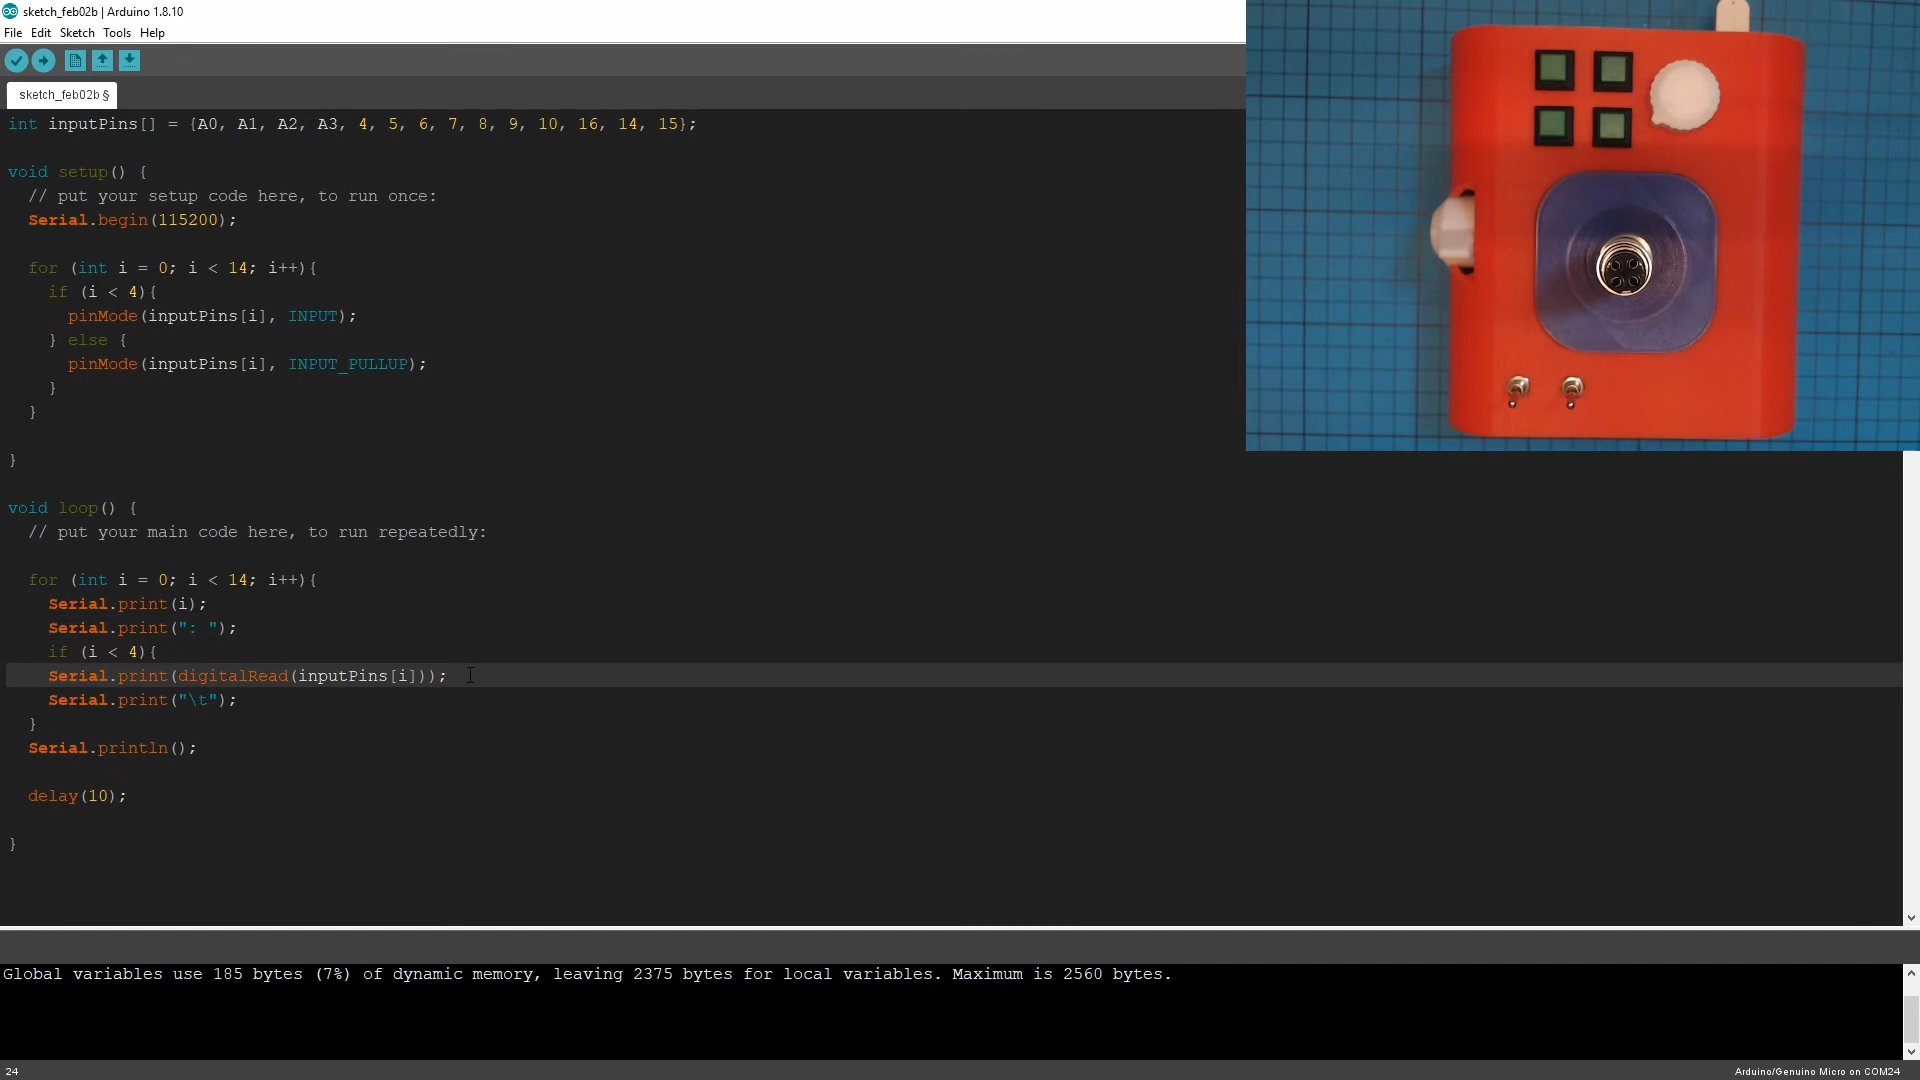 sketch_feb02b | Arduino 1.8.10
File Edit Sketch Tools Help
sketch_feb02b §
int inputPins[] = {A0, A1, A2, A3, 4, 5, 6, 7, 8, 9, 10, 16, 14, 15};
void setup() {
// put your setup code here, to run once:
Serial.begin(115200);
for (int i = 0; i < 14; i++){
if (i < 4){
pinMode(inputPins[i], INPUT);
} else {
pinMode(inputPins[i], INPUT_PULLUP);
}
}
}
void loop() {
// put your main code here, to run repeatedly:
for (int i = 0; i < 14; i++){
Serial.print(i);
Serial.print(": ");
if (i < 4){
Serial.print(digitalRead(inputPins[i]));
Serial.print("\t");
}
Serial.println();
delay(10);
}
Global variables use 185 bytes (7%) of dynamic memory, leaving 2375 bytes for local variables. Maximum is 2560 bytes.
24 Arduino/Genuino Micro on COM24